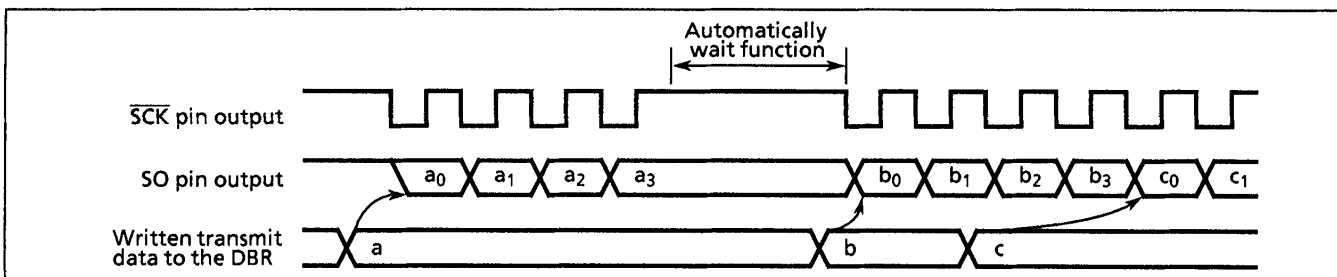 Automatically
wait function
SCK pin output
SO pin output
a0 a1 a2 a3 b0 b1 b2 b3 c0 c1
Written transmit
data to the DBR
a b c